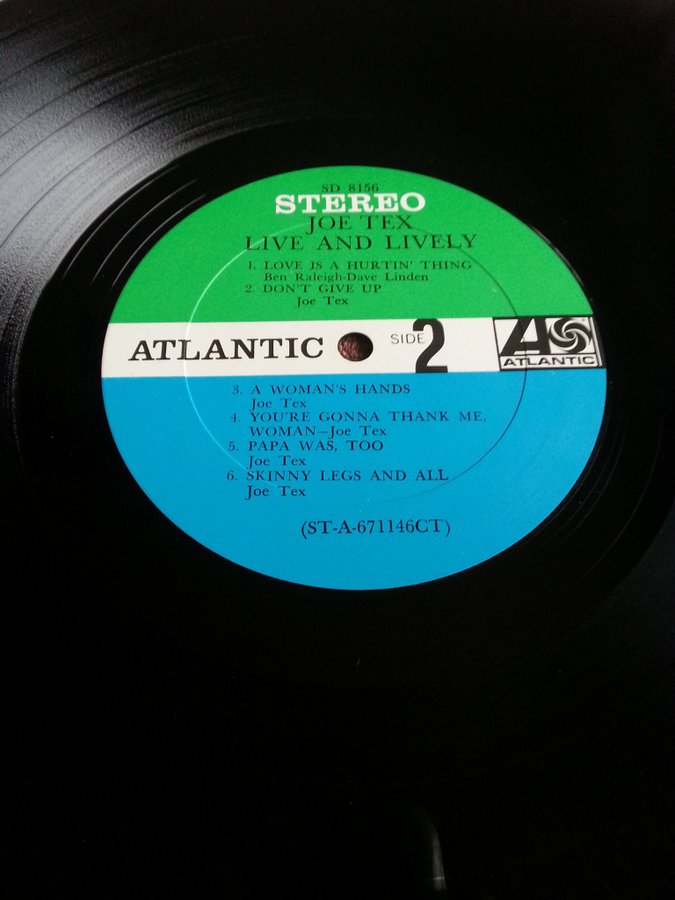 SD 8156
STEREO
JOE TEX
LIVE AND LIVELY
1. LOVE IS A HURTIN' THING
Ben Raleigh-Dave Linden
2. DON'T GIVE UP
Joe Tex
ATLANTIC SIDE 2
ATLANTIC
3. A WOMAN'S HANDS
Joe Tex
4. YOU'RE GONNA THANK ME,
WOMAN—Joe Tex
5. PAPA WAS, TOO
Joe Tex
6. SKINNY LEGS AND ALL
Joe Tex
(ST-A-671146CT)